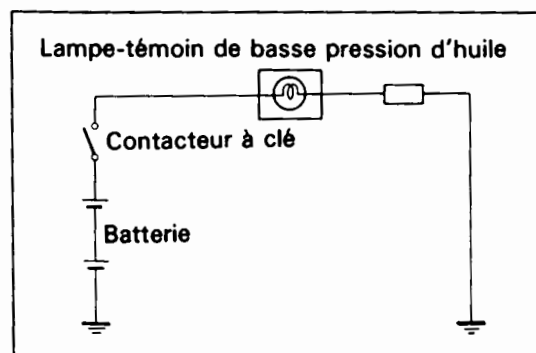 Lampe-témoin de basse pression d'huile
Contacteur à clé
Batterie